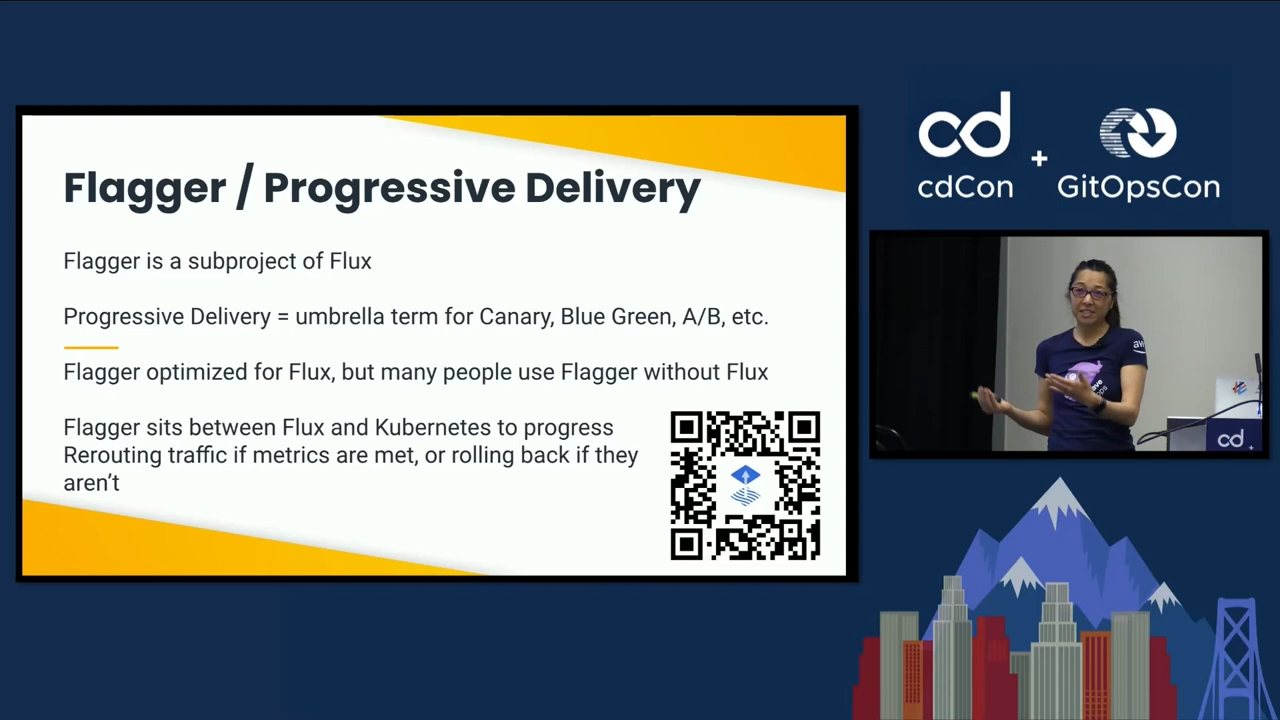 Flagger / Progressive Delivery
Flagger is a subproject of Flux
Progressive Delivery = umbrella term for Canary, Blue Green, A/B, etc.
Flagger optimized for Flux, but many people use Flagger without Flux
Flagger sits between Flux and Kubernetes to progress
Rerouting traffic if metrics are met, or rolling back if they
aren't
cd
cdCon
+
GitOpsCon
cd